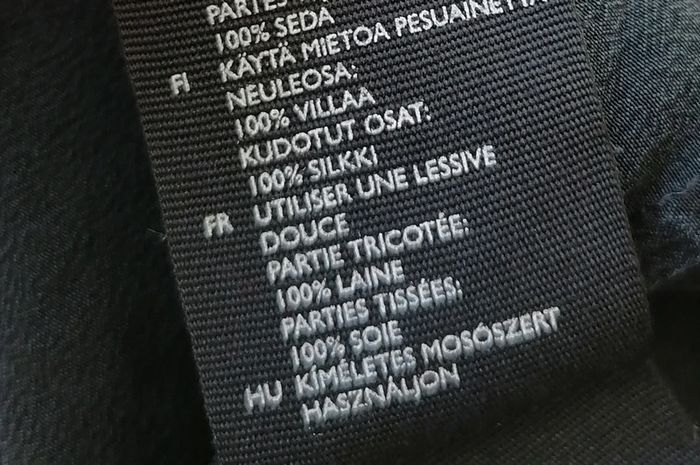 PARTES
100% SEDA
FI KÄYTÄ MIETOA PESUAINETTA
NEULEOSA:
100% VILLAA
KUDOTUT OSAT:
100% SILKKI
FR UTILISER UNE LESSIVE
DOUCE
PARTIE TRICOTÉE:
100% LAINE
PARTIES TISSÉES:
100% SOIE
HU KÍMÉLETES MOSÓSZERT
HASZNÁLJON